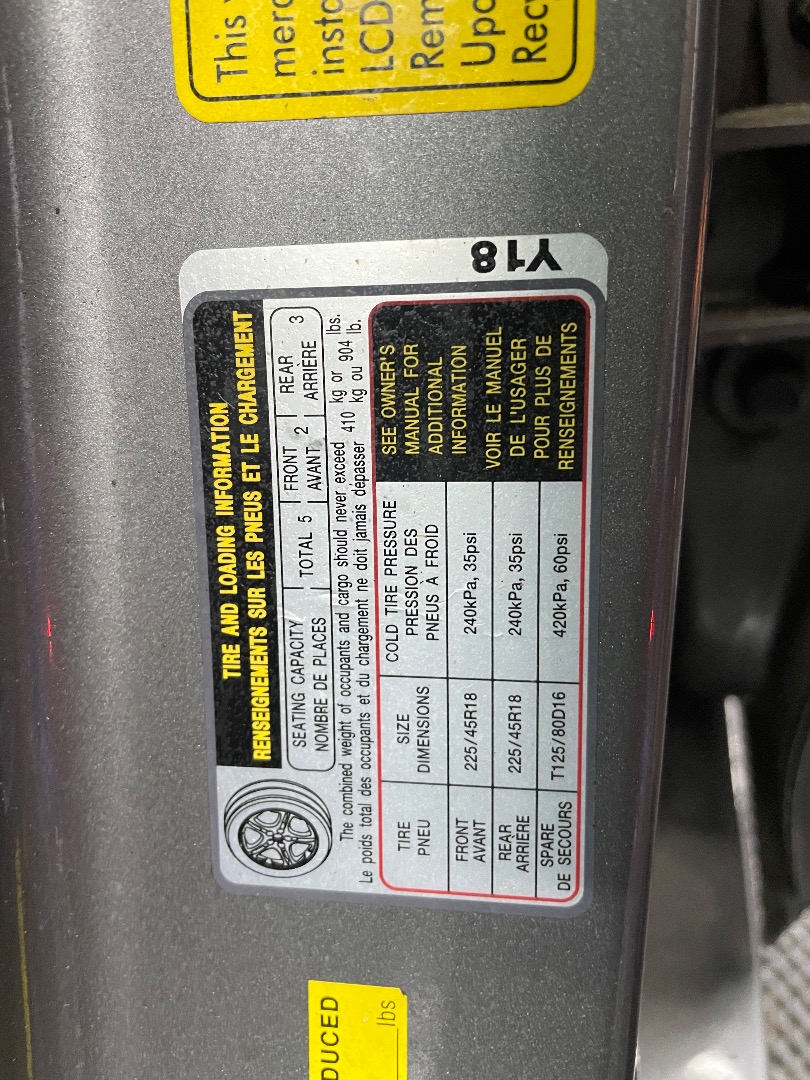 This
merc
insto
LCD
Rem
Upo
Recy
Y18
TIRE AND LOADING INFORMATION
RENSEIGNEMENTS SUR LES PNEUS ET LE CHARGEMENT
SEATING CAPACITY
NOMBRE DE PLACES
TOTAL 5
FRONT
AVANT
2
REAR
ARRIÈRE
3
The combined weight of occupants and cargo should never exceed 410 kg or 904 lbs.
Le poids total des occupants et du chargement ne doit jamais dépasser 410 kg ou 904 lb.
TIRE
PNEU
SIZE
DIMENSIONS
COLD TIRE PRESSURE
PRESSION DES
PNEUS À FROID
FRONT
AVANT
225/45R18
240kPa, 35psi
REAR
ARRIERE
225/45R18
240kPa, 35psi
SPARE
DE SECOURS
T125/80D16
420kPa, 60psi
SEE OWNER'S
MANUAL FOR
ADDITIONAL
INFORMATION
VOIR LE MANUEL
DE L'USAGER
POUR PLUS DE
RENSEIGNEMENTS
DUCED
lbs